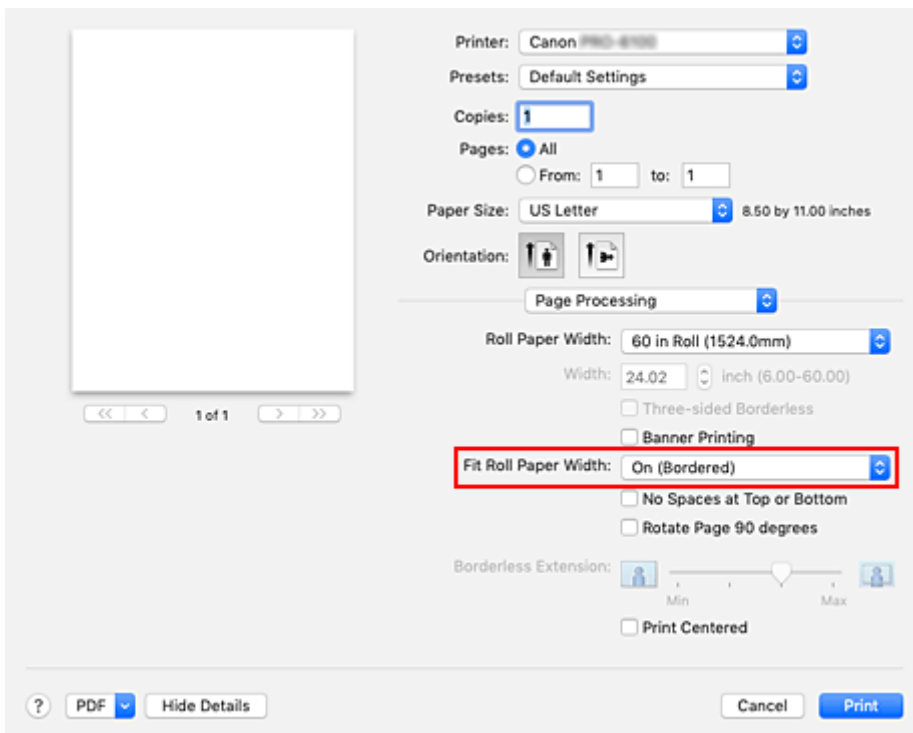 Printer: Canon
Presets: Default Settings
Copies: 1
Pages: All
From: 1 to: 1
Paper Size: US Letter 8.50 by 11.00 inches
Orientation:
Page Processing
Roll Paper Width: 60 in Roll (1524.0mm)
Width: 24.02 inch (6.00-60.00)
Three-sided Borderless
Banner Printing
Fit Roll Paper Width: On (Bordered)
No Spaces at Top or Bottom
Rotate Page 90 degrees
Borderless Extension:
Min Max
Print Centered
<< < 1 of 1 > >>
? PDF Hide Details Cancel Print